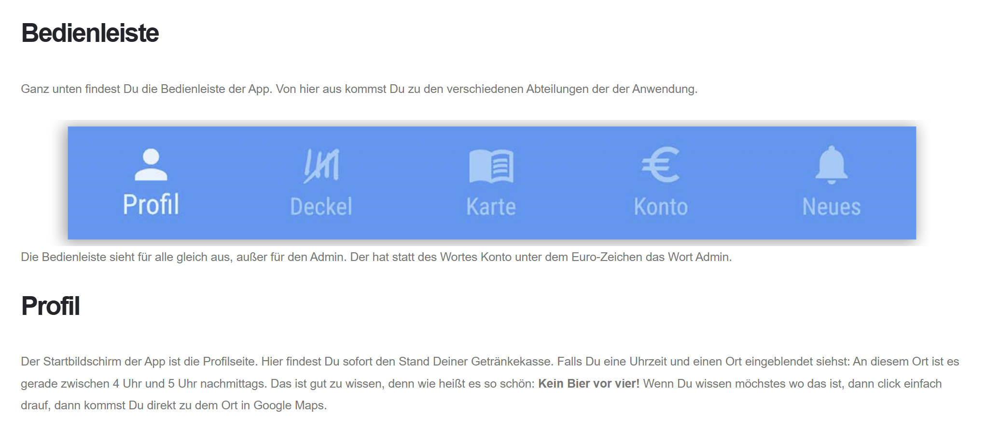 Bedienleiste
Ganz unten findest Du die Bedienleiste der App. Von hier aus kommst Du zu den verschiedenen Abteilungen der der Anwendung.
Profil
Deckel
Karte
Konto
Neues
Die Bedienleiste sieht für alle gleich aus, außer für den Admin. Der hat statt des Wortes Konto unter dem Euro-Zeichen das Wort Admin.
Profil
Der Startbildschirm der App ist die Profilseite. Hier findest Du sofort den Stand Deiner Getränkekasse. Falls Du eine Uhrzeit und einen Ort eingeblendet siehst: An diesem Ort ist es
gerade zwischen 4 Uhr und 5 Uhr nachmittags. Das ist gut zu wissen, denn wie heißt es so schön: Kein Bier vor vier! Wenn Du wissen möchstes wo das ist, dann click einfach
drauf, dann kommst Du direkt zu dem Ort in Google Maps.